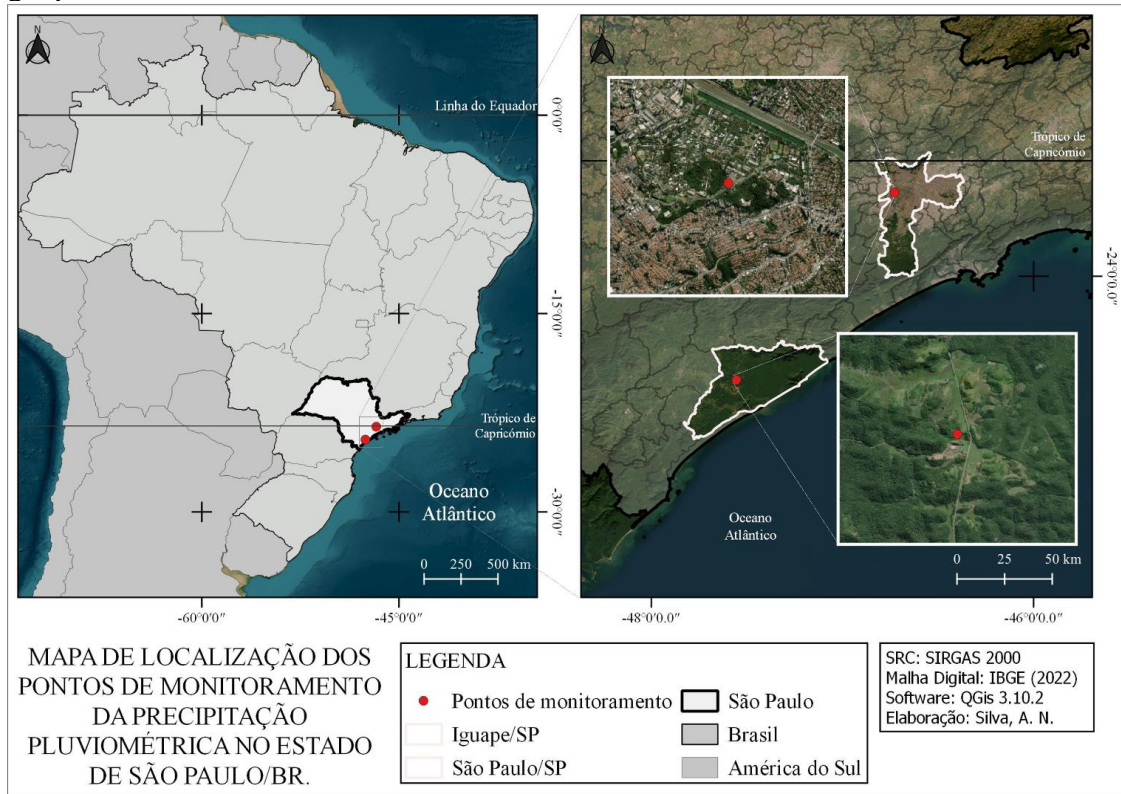 Linha do Equador
0°0'0"
-15°0'0"
Trópico de
Capricórnio
Oceano
Atlântico
-30°0'0"
0 250 500 km
-60°0'0"
-45°0'0"
Trópico de
Capricórnio
-24°0'0.0"
Oceano
Atlântico
0 25 50 km
-48°0'0.0"
-46°0'0.0"
MAPA DE LOCALIZAÇÃO DOS
PONTOS DE MONITORAMENTO
DA PRECIPITAÇÃO
PLUVIOMÉTRICA NO ESTADO
DE SÃO PAULO/BR.
LEGENDA
Pontos de monitoramento
Iguape/SP
São Paulo/SP
São Paulo
Brasil
América do Sul
SRC: SIRGAS 2000
Malha Digital: IBGE (2022)
Software: QGis 3.10.2
Elaboração: Silva, A. N.